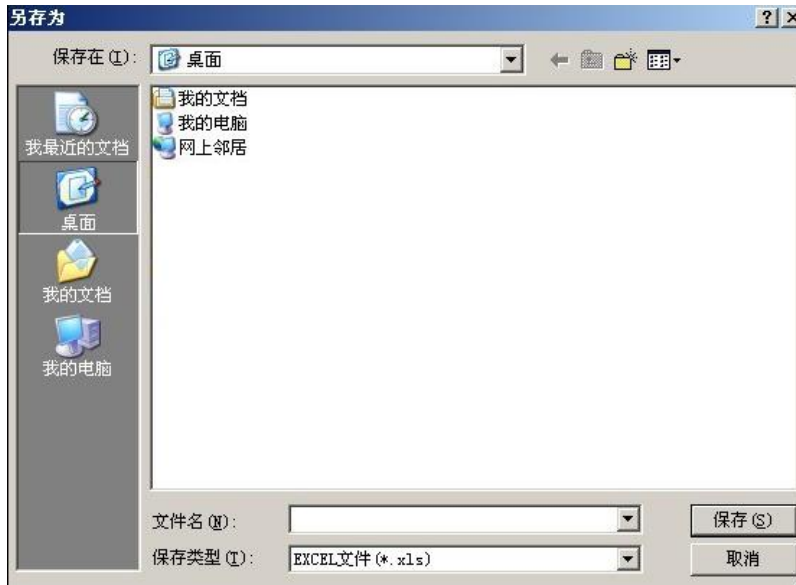 另存为
保存在(I):
桌面
我最近的文档
桌面
我的文档
我的电脑
我的文档
我的电脑
网上邻居
文件名(N):
保存(S)
保存类型(T):
EXCEL文件(*.xls)
取消